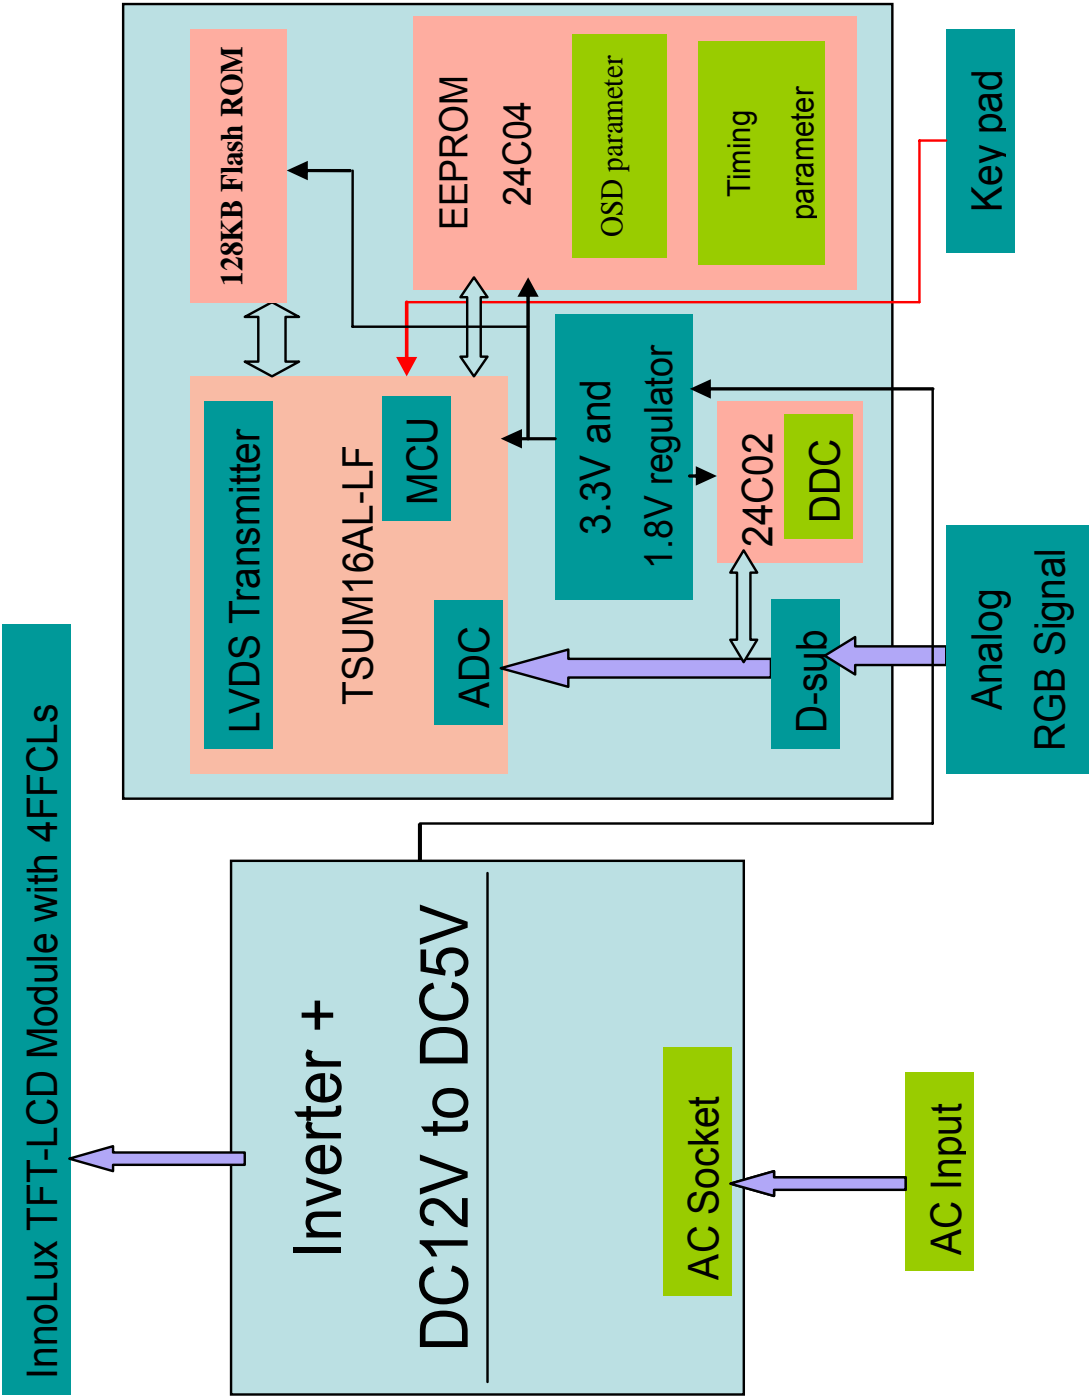 InnoLux TFT-LCD Module with 4FFCLs
Inverter +
DC12V to DC5V
AC Socket
AC Input
LVDS Transmitter
TSUM16AL-LF
MCU
ADC
128KB Flash ROM
EEPROM
24C04
OSD parameter
Timing
parameter
3.3V and
1.8V regulator
24C02
DDC
D-sub
Analog
RGB Signal
Key pad